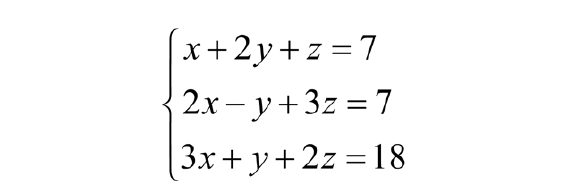 x + 2y + z = 7
2x − y + 3z = 7
3x + y + 2z = 18